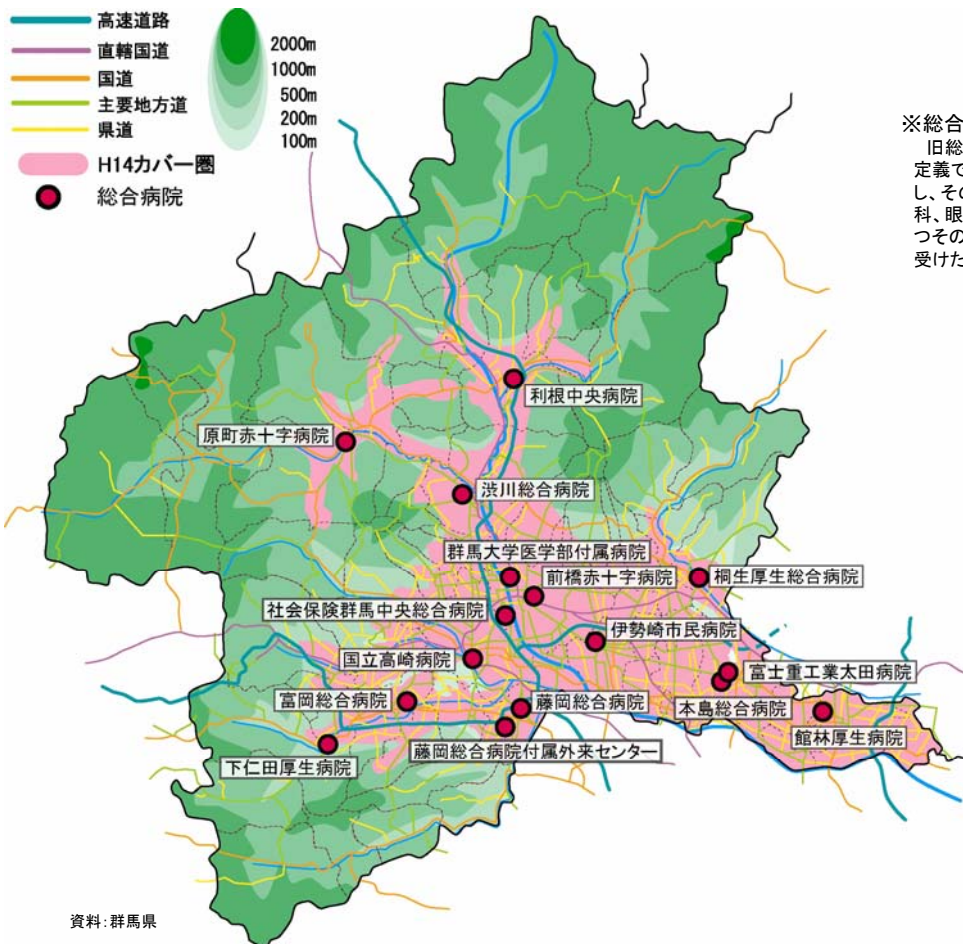 高速道路
直轄国道
国道
主要地方道
県道
H14カバー圏
総合病院
2000m
1000m
500m
200m
100m
※総合
旧総
定義で
し、その
科、眼
つその
受けた
利根中央病院
原町赤十字病院
渋川総合病院
群馬大学医学部付属病院
前橋赤十字病院
桐生厚生総合病院
社会保険群馬中央総合病院
伊勢崎市民病院
国立高崎病院
富士重工業太田病院
富岡総合病院
藤岡総合病院
本島総合病院
館林厚生病院
下仁田厚生病院
藤岡総合病院付属外来センター
資料:群馬県